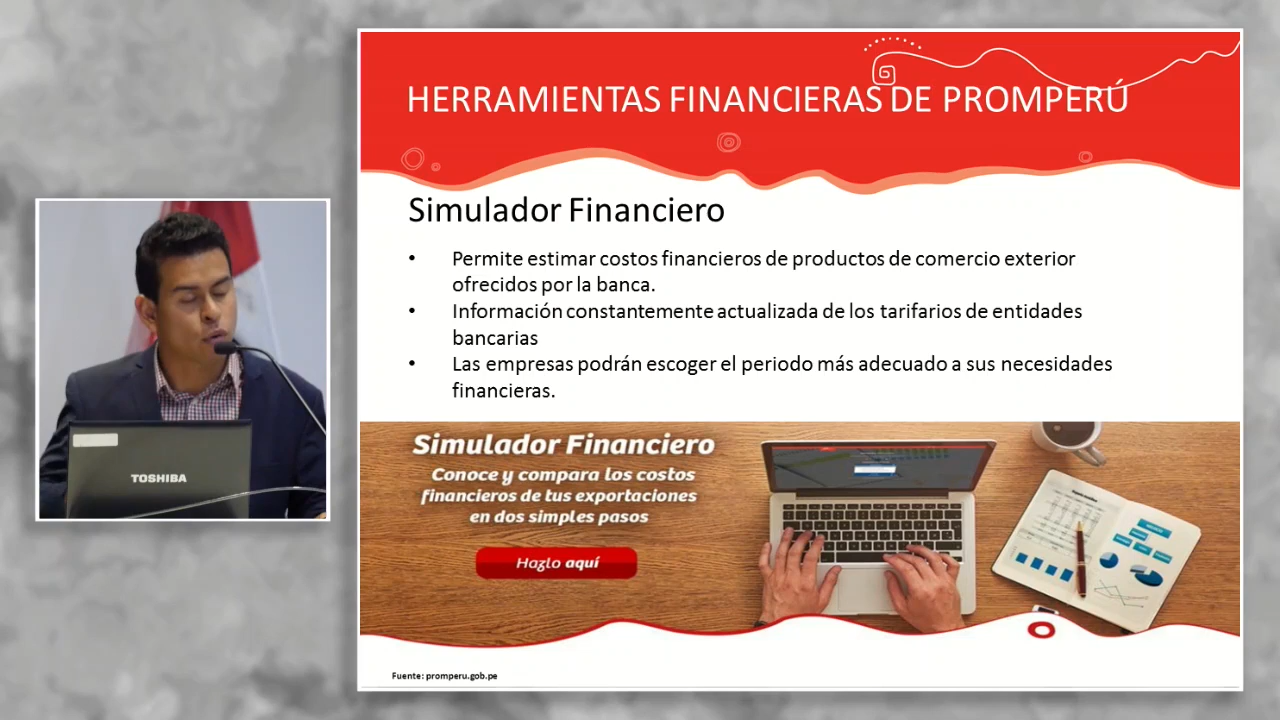 HERRAMIENTAS FINANCIERAS DE PROMPERÚ
Simulador Financiero
• Permite estimar costos financieros de productos de comercio exterior
ofrecidos por la banca.
• Información constantemente actualizada de los tarifarios de entidades
bancarias
• Las empresas podrán escoger el periodo más adecuado a sus necesidades
financieras.
Simulador Financiero
Conoce y compara los costos
financieros de tus exportaciones
en dos simples pasos
Hazlo aquí
Fuente: promperu.gob.pe
TOSHIBA